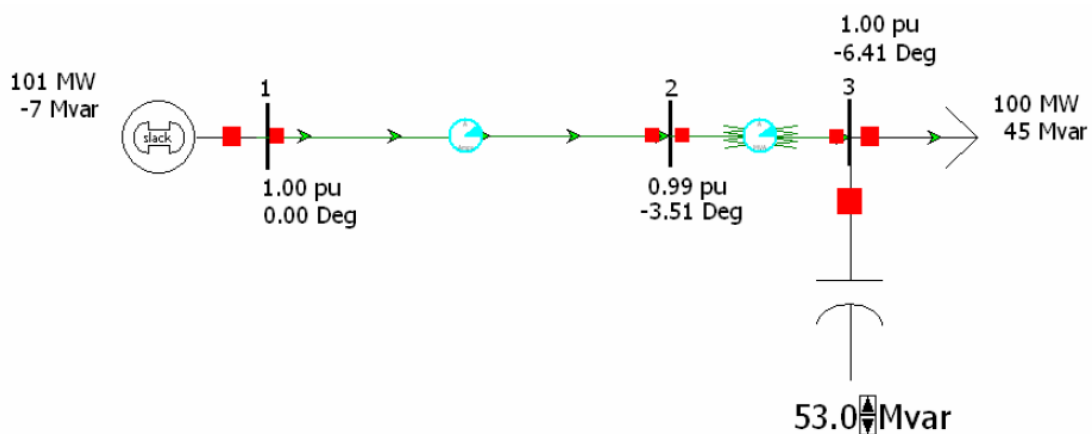 101 MW
-7 Mvar
slack
1
1.00 pu
0.00 Deg
2
0.99 pu
-3.51 Deg
1.00 pu
-6.41 Deg
3
100 MW
45 Mvar
53.0 Mvar